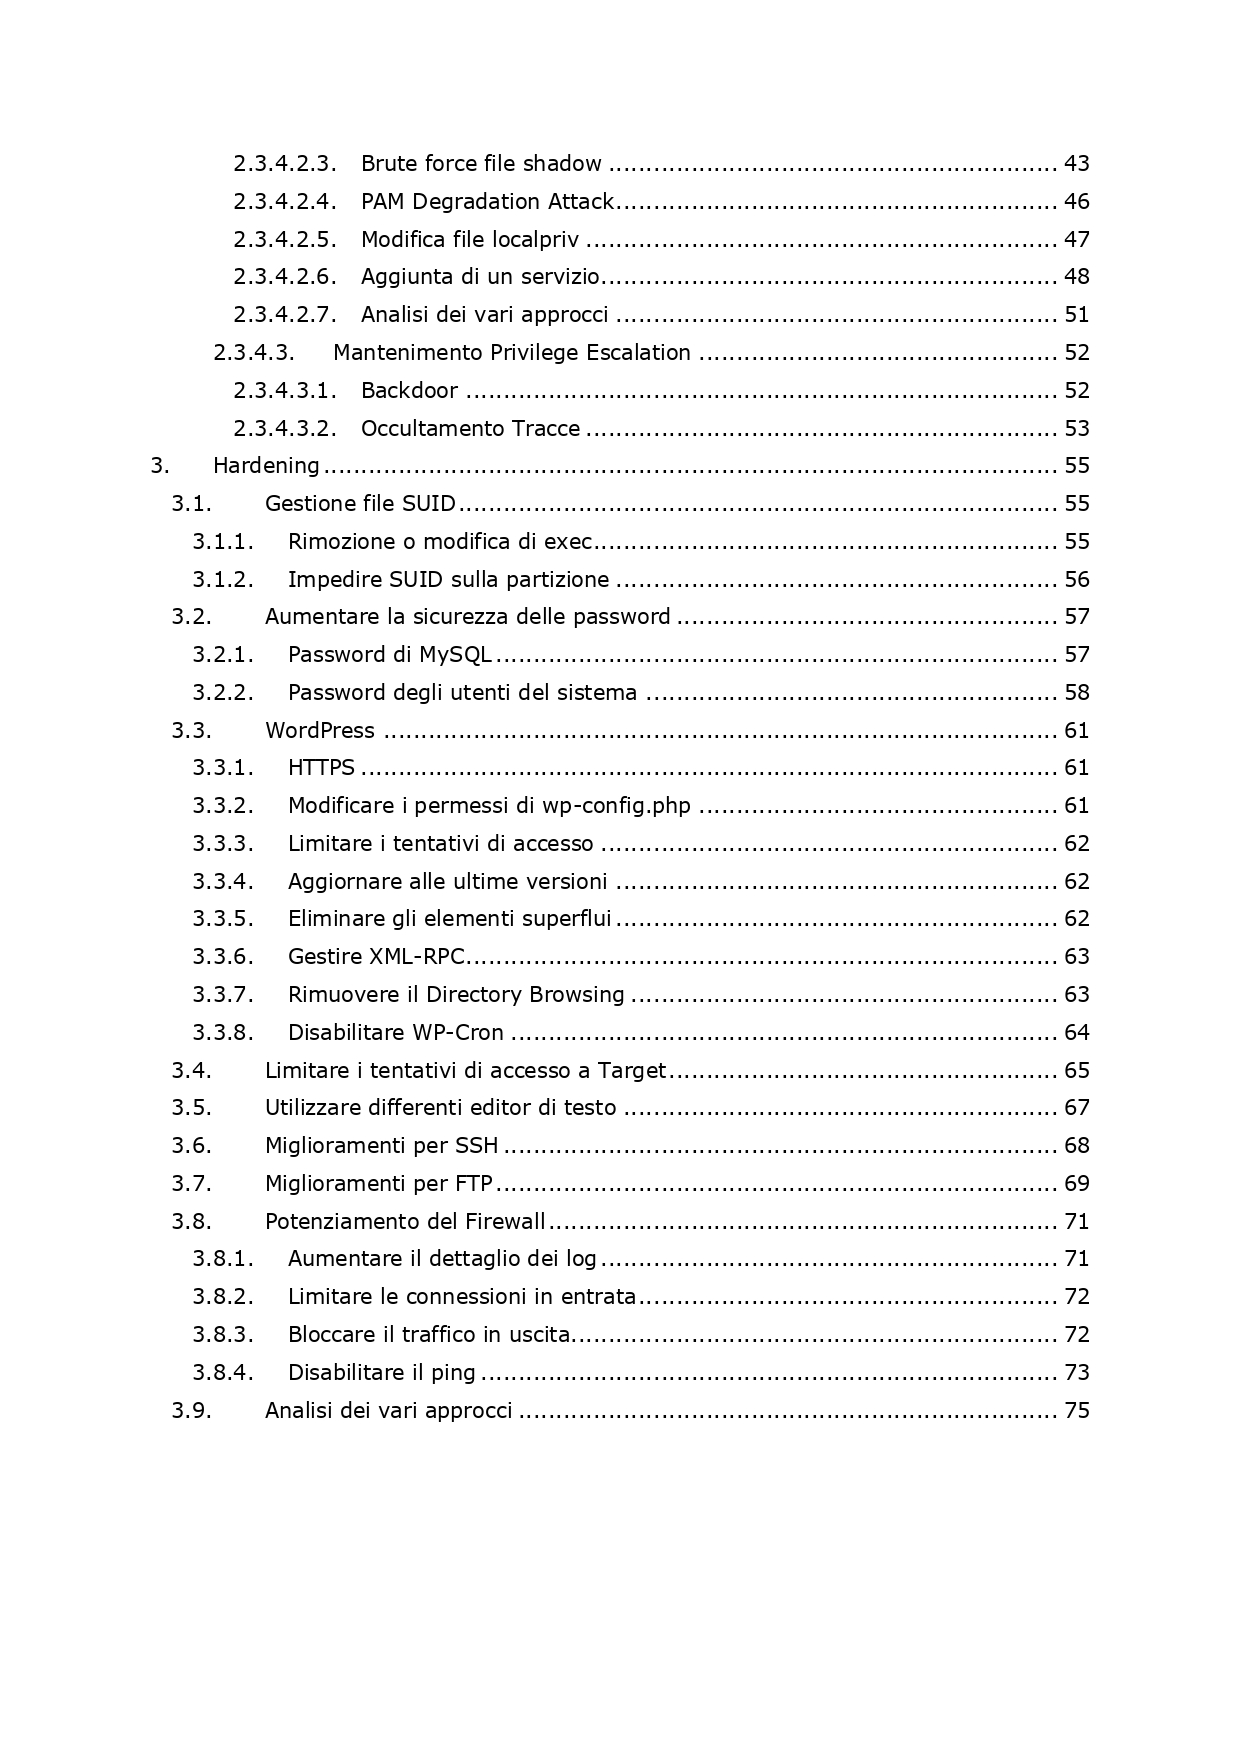 2.3.4.2.3. Brute force file shadow ............................................................ 43
2.3.4.2.4. PAM Degradation Attack........................................................... 46
2.3.4.2.5. Modifica file localpriv ............................................................... 47
2.3.4.2.6. Aggiunta di un servizio............................................................. 48
2.3.4.2.7. Analisi dei vari approcci ........................................................... 51
2.3.4.3. Mantenimento Privilege Escalation ................................................ 52
2.3.4.3.1. Backdoor ............................................................................... 52
2.3.4.3.2. Occultamento Tracce ............................................................... 53
3. Hardening .................................................................................................. 55
3.1. Gestione file SUID ................................................................................ 55
3.1.1. Rimozione o modifica di exec.............................................................. 55
3.1.2. Impedire SUID sulla partizione ........................................................... 56
3.2. Aumentare la sicurezza delle password ................................................... 57
3.2.1. Password di MySQL ........................................................................... 57
3.2.2. Password degli utenti del sistema ....................................................... 58
3.3. WordPress .......................................................................................... 61
3.3.1. HTTPS ............................................................................................. 61
3.3.2. Modificare i permessi di wp-config.php ................................................ 61
3.3.3. Limitare i tentativi di accesso ............................................................. 62
3.3.4. Aggiornare alle ultime versioni ........................................................... 62
3.3.5. Eliminare gli elementi superflui ........................................................... 62
3.3.6. Gestire XML-RPC............................................................................... 63
3.3.7. Rimuovere il Directory Browsing ......................................................... 63
3.3.8. Disabilitare WP-Cron ......................................................................... 64
3.4. Limitare i tentativi di accesso a Target .................................................... 65
3.5. Utilizzare differenti editor di testo .......................................................... 67
3.6. Miglioramenti per SSH .......................................................................... 68
3.7. Miglioramenti per FTP ........................................................................... 69
3.8. Potenziamento del Firewall .................................................................... 71
3.8.1. Aumentare il dettaglio dei log ............................................................. 71
3.8.2. Limitare le connessioni in entrata ........................................................ 72
3.8.3. Bloccare il traffico in uscita................................................................. 72
3.8.4. Disabilitare il ping ............................................................................. 73
3.9. Analisi dei vari approcci ........................................................................ 75